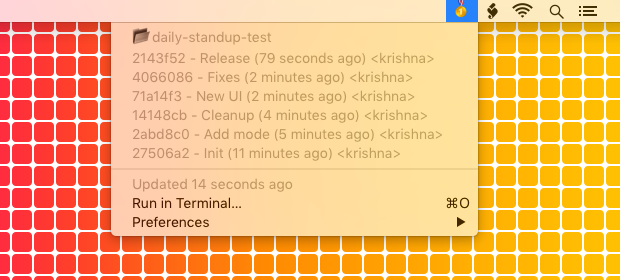 daily-standup-test
2143f52 - Release (79 seconds ago) <krishna>
4066086 - Fixes (2 minutes ago) <krishna>
71a14f3 - New UI (2 minutes ago) <krishna>
14148cb - Cleanup (4 minutes ago) <krishna>
2abd8c0 - Add mode (5 minutes ago) <krishna>
27506a2 - Init (11 minutes ago) <krishna>
Updated 14 seconds ago
Run in Terminal... ⌘O
Preferences